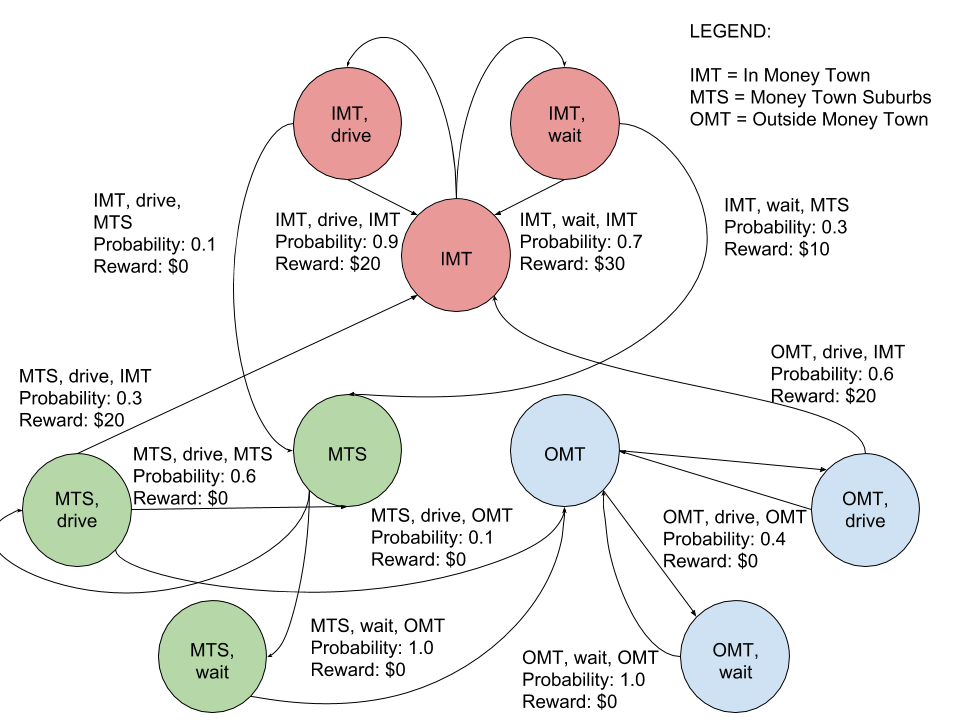 LEGEND:
IMT = In Money Town
MTS = Money Town Suburbs
OMT = Outside Money Town
IMT,
drive
IMT,
wait
IMT, drive,
MTS
Probability: 0.1
Reward: $0
IMT, drive, IMT
Probability: 0.9
Reward: $20
IMT
IMT, wait, IMT
Probability: 0.7
Reward: $30
IMT, wait, MTS
Probability: 0.3
Reward: $10
MTS, drive, IMT
Probability: 0.3
Reward: $20
OMT, drive, IMT
Probability: 0.6
Reward: $20
MTS, drive, MTS
Probability: 0.6
Reward: $0
MTS
OMT
MTS,
drive
MTS, drive, OMT
Probability: 0.1
Reward: $0
OMT, drive, OMT
Probability: 0.4
Reward: $0
OMT,
drive
MTS,
wait
MTS, wait, OMT
Probability: 1.0
Reward: $0
OMT, wait, OMT
Probability: 1.0
Reward: $0
OMT,
wait